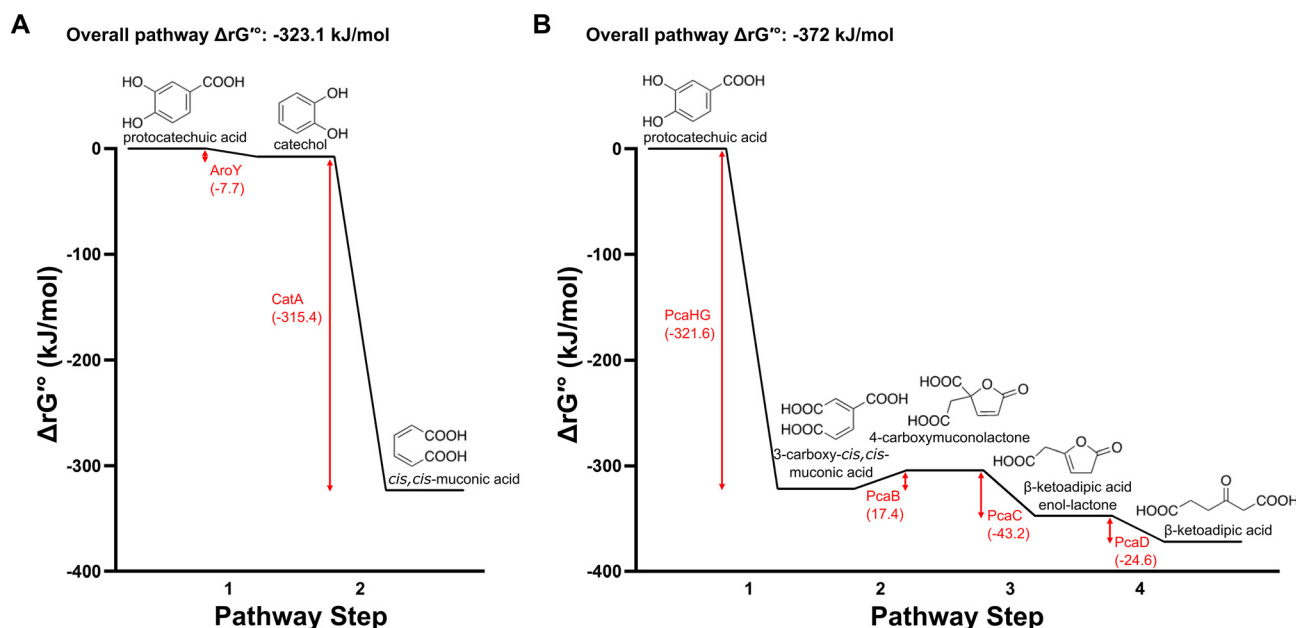 A
Overall pathway ΔrG′°: -323.1 kJ/mol
HO
COOH
HO
protocatechuic acid
OH
OH
catechol
AroY
(-7.7)
CatA
(-315.4)
COOH
COOH
cis,cis-muconic acid
0
-100
-200
-300
-400
ΔrG′° (kJ/mol)
1
2
Pathway Step
B
Overall pathway ΔrG′°: -372 kJ/mol
HO
COOH
HO
protocatechuic acid
PcaHG
(-321.6)
HOOC
COOH
HOOC
3-carboxy-cis,cis-
muconic acid
PcaB
(17.4)
HOOC
O
O
HOOC
4-carboxymuconolactone
PcaC
(-43.2)
O
O
HOOC
β-ketoadipic acid
enol-lactone
PcaD
(-24.6)
O
HOOC
COOH
β-ketoadipic acid
0
-100
-200
-300
-400
ΔrG′° (kJ/mol)
1
2
3
4
Pathway Step